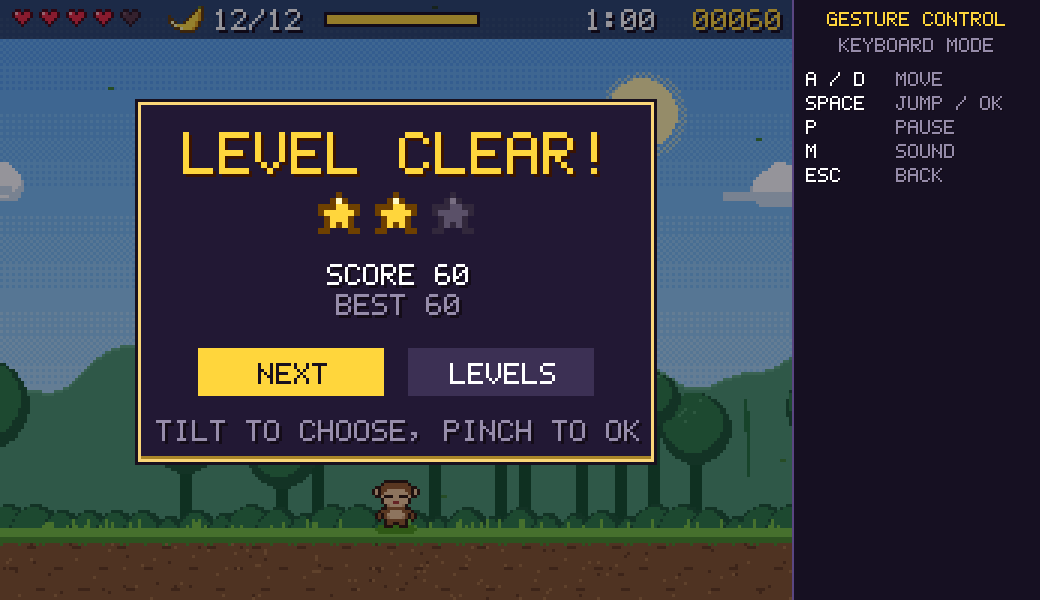 12/12 1:00 00060
LEVEL CLEAR!
SCORE 60
BEST 60
NEXT LEVELS
TILT TO CHOOSE, PINCH TO OK
GESTURE CONTROL
KEYBOARD MODE
A / D MOVE
SPACE JUMP / OK
P PAUSE
M SOUND
ESC BACK